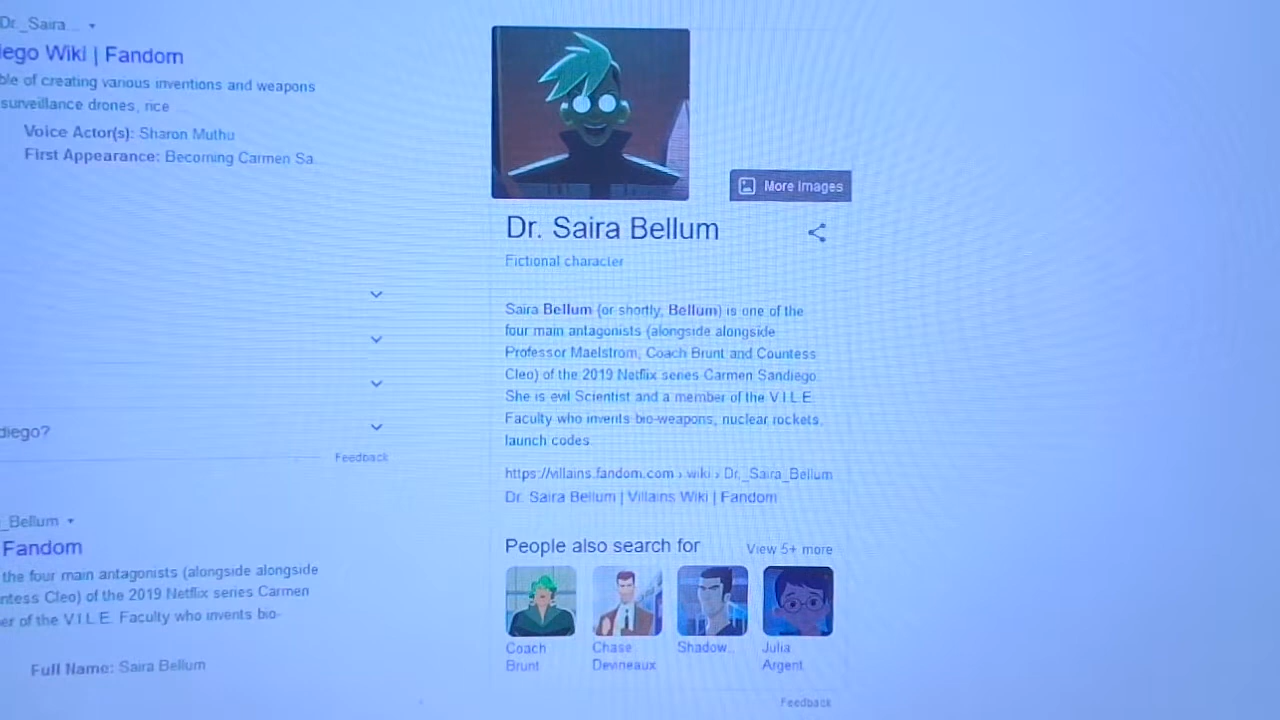 Dr._Saira...
iego Wiki | Fandom
ble of creating various inventions and weapons
surveillance drones, rice
Voice Actor(s): Sharon Muthu
First Appearance: Becoming Carmen Sa
diego?
Feedback
_Bellum
Fandom
the four main antagonists (alongside alongside
ntess Cleo) of the 2019 Netflix series Carmen
er of the V.I.L.E. Faculty who invents bio-
Full Name: Saira Bellum
More images
Dr. Saira Bellum
Fictional character
Saira Bellum (or shortly, Bellum) is one of the
four main antagonists (alongside alongside
Professor Maelstrom, Coach Brunt and Countess
Cleo) of the 2019 Netflix series Carmen Sandiego.
She is evil Scientist and a member of the V.I.L.E.
Faculty who invents bio-weapons, nuclear rockets,
launch codes.
https://villains.fandom.com › wiki › Dr._Saira_Bellum
Dr. Saira Bellum | Villains Wiki | Fandom
People also search for
View 5+ more
Coach Brunt
Chase Devineaux
Shadow...
Julia Argent
Feedback